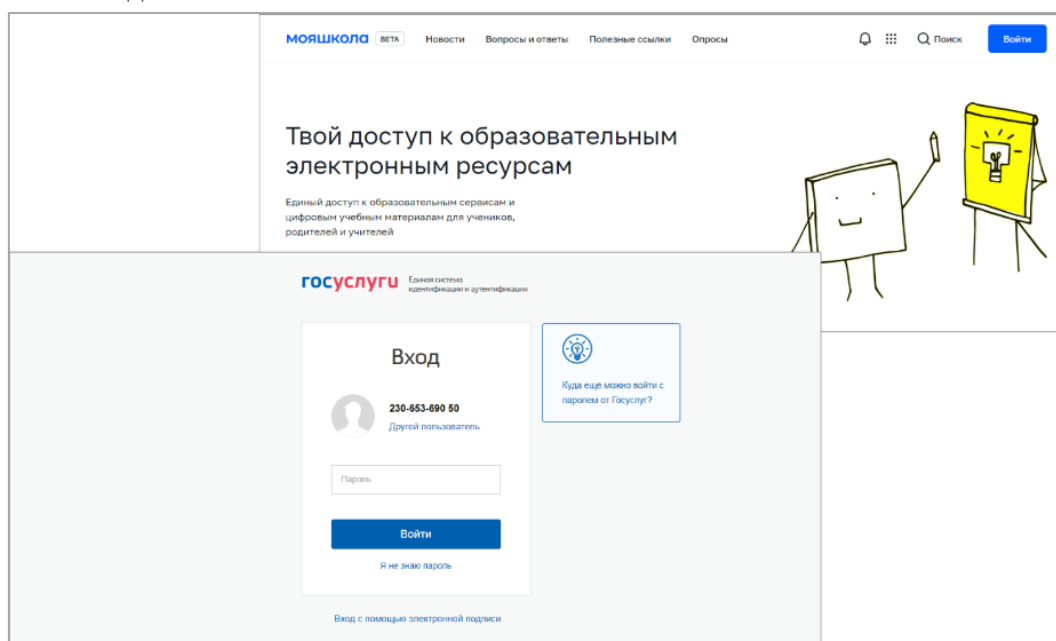 МОЯШКОЛА BETA Новости Вопросы и ответы Полезные ссылки Опросы Поиск Войти
Твой доступ к образовательным
электронным ресурсам
Единый доступ к образовательным сервисам и
цифровым учебным материалам для учеников,
родителей и учителей
госуслуги Единая система
идентификации и аутентификации
Вход
230-653-690 50
Другой пользователь
Пароль
Войти
Я не знаю пароль
Вход с помощью электронной подписи
Куда ещё можно войти с
паролем от Госуслуг?